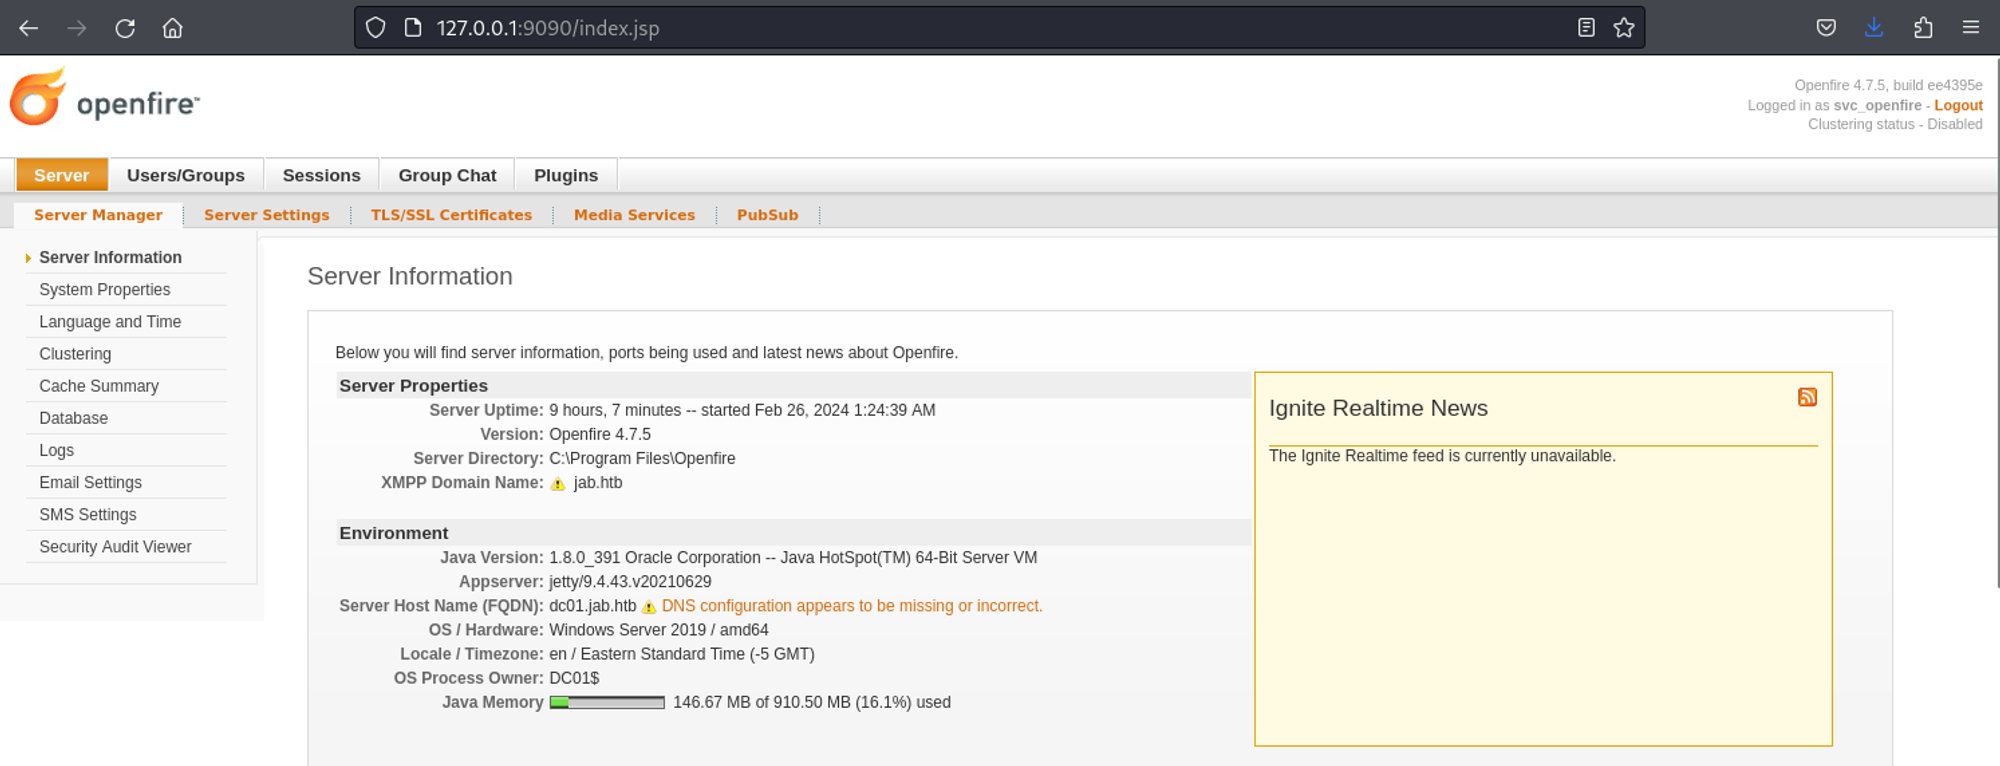 127.0.0.1:9090/index.jsp
openfire™
Openfire 4.7.5, build ee4395e
Logged in as svc_openfire - Logout
Clustering status - Disabled
Server Users/Groups Sessions Group Chat Plugins
Server Manager Server Settings TLS/SSL Certificates Media Services PubSub
Server Information
System Properties
Language and Time
Clustering
Cache Summary
Database
Logs
Email Settings
SMS Settings
Security Audit Viewer
Server Information
Below you will find server information, ports being used and latest news about Openfire.
Server Properties
Server Uptime: 9 hours, 7 minutes -- started Feb 26, 2024 1:24:39 AM
Version: Openfire 4.7.5
Server Directory: C:\Program Files\Openfire
XMPP Domain Name: jab.htb
Environment
Java Version: 1.8.0_391 Oracle Corporation -- Java HotSpot(TM) 64-Bit Server VM
Appserver: jetty/9.4.43.v20210629
Server Host Name (FQDN): dc01.jab.htb DNS configuration appears to be missing or incorrect.
OS / Hardware: Windows Server 2019 / amd64
Locale / Timezone: en / Eastern Standard Time (-5 GMT)
OS Process Owner: DC01$
Java Memory 146.67 MB of 910.50 MB (16.1%) used
Ignite Realtime News
The Ignite Realtime feed is currently unavailable.